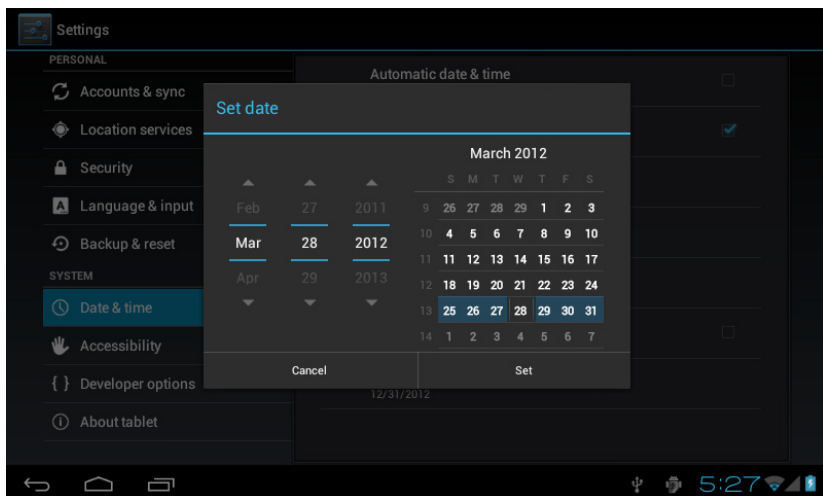 Settings
PERSONAL
Accounts & sync
Location services
Security
Language & input
Backup & reset
SYSTEM
Date & time
Accessibility
{ } Developer options
About tablet
Automatic date & time
Set date
Feb 27 2011
Mar 28 2012
Apr 29 2013
March 2012
S M T W T F S
9 26 27 28 29 1 2 3
10 4 5 6 7 8 9 10
11 11 12 13 14 15 16 17
12 18 19 20 21 22 23 24
13 25 26 27 28 29 30 31
14 1 2 3 4 5 6 7
Cancel Set
12/31/2012
5:27